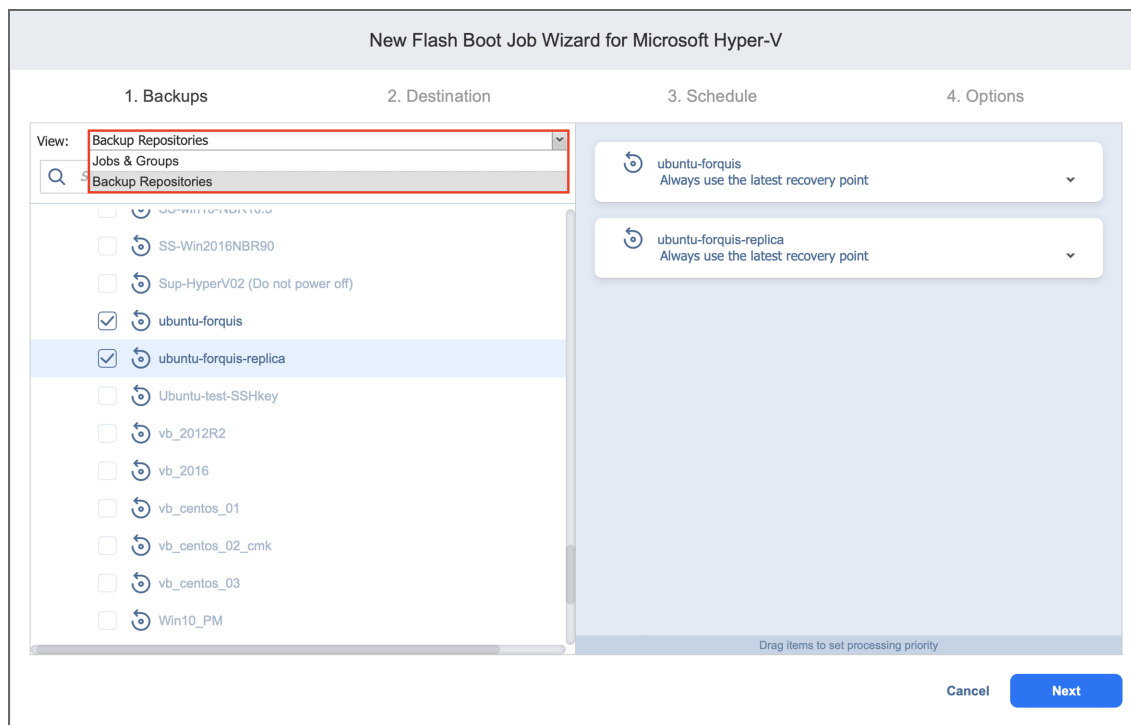 New Flash Boot Job Wizard for Microsoft Hyper-V
1. Backups
2. Destination
3. Schedule
4. Options
View:
Backup Repositories
Jobs & Groups
Backup Repositories
SS-Win2016NBR90
Sup-HyperV02 (Do not power off)
ubuntu-forquis
ubuntu-forquis-replica
Ubuntu-test-SSHkey
vb_2012R2
vb_2016
vb_centos_01
vb_centos_02_cmk
vb_centos_03
Win10_PM
ubuntu-forquis
Always use the latest recovery point
ubuntu-forquis-replica
Always use the latest recovery point
Drag items to set processing priority
Cancel
Next